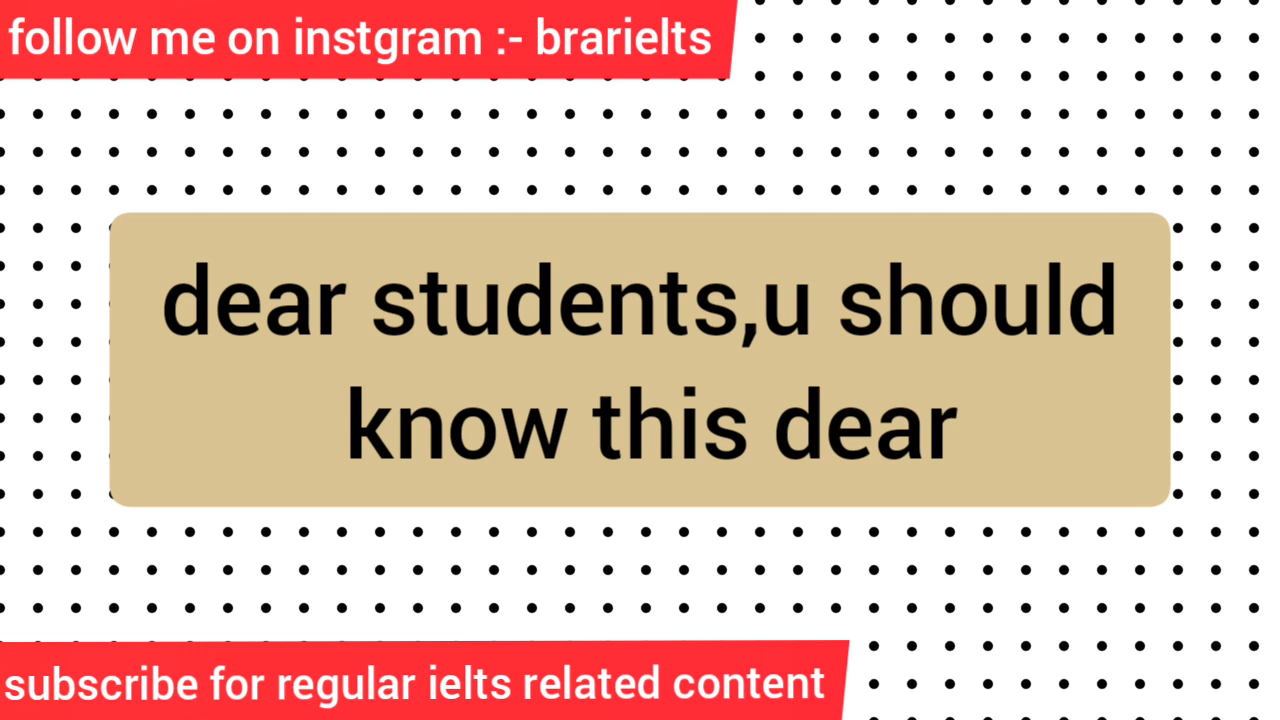 follow me on instgram :- brarielts
dear students,u should
know this dear
subscribe for regular ielts related content